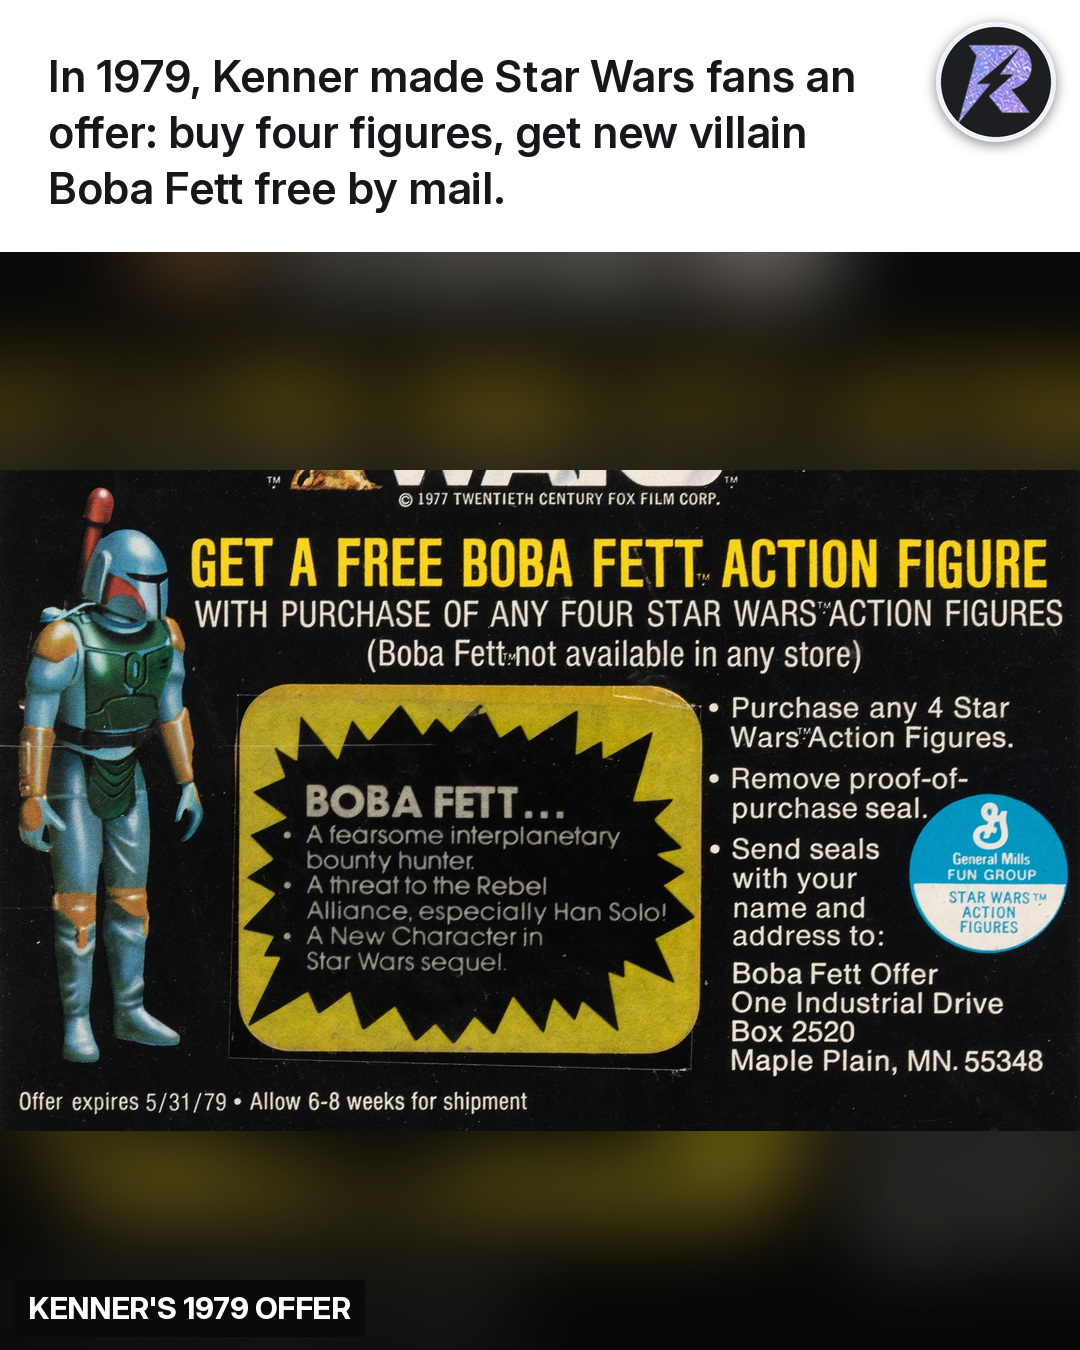 In 1979, Kenner made Star Wars fans an
offer: buy four figures, get new villain
Boba Fett free by mail.
R
™ ™
© 1977 TWENTIETH CENTURY FOX FILM CORP.
GET A FREE BOBA FETT™ ACTION FIGURE
WITH PURCHASE OF ANY FOUR STAR WARS™ ACTION FIGURES
(Boba Fett™ not available in any store)
BOBA FETT...
• A fearsome interplanetary
bounty hunter.
• A threat to the Rebel
Alliance, especially Han Solo!
• A New Character in
Star Wars sequel.
• Purchase any 4 Star
Wars™ Action Figures.
• Remove proof-of-
purchase seal.
• Send seals
with your
name and
address to:
Boba Fett Offer
One Industrial Drive
Box 2520
Maple Plain, MN. 55348
G
General Mills
FUN GROUP
STAR WARS™
ACTION
FIGURES
Offer expires 5/31/79 • Allow 6-8 weeks for shipment
KENNER'S 1979 OFFER